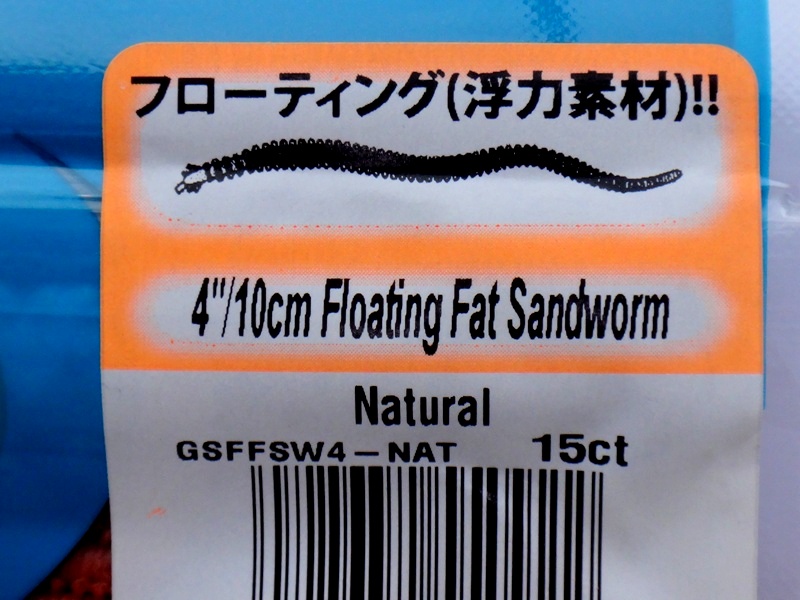 フローティング(浮力素材)!!
4"/10cm Floating Fat Sandworm
Natural
GSFFSW4-NAT 15ct